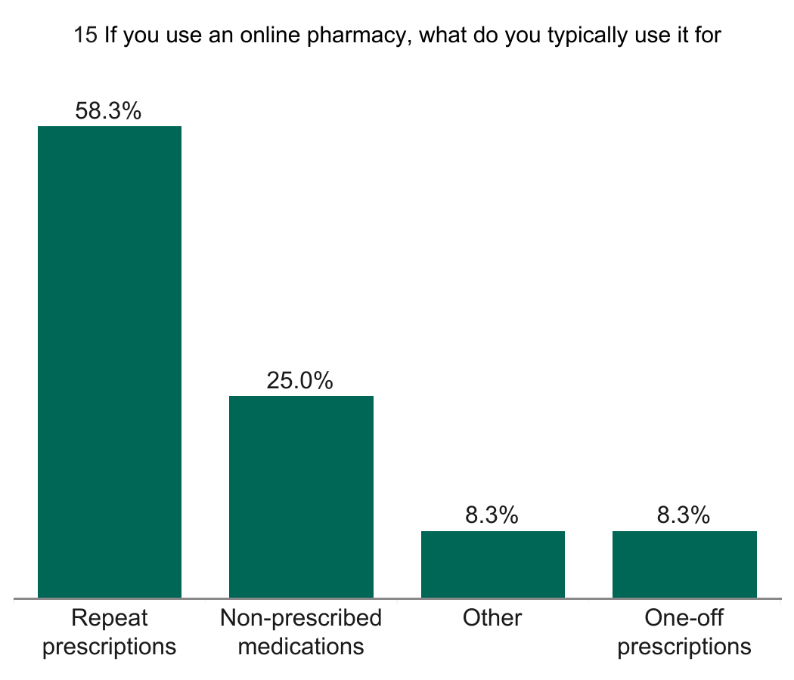 15 If you use an online pharmacy, what do you typically use it for
58.3%
25.0%
8.3%
8.3%
Repeat
prescriptions
Non-prescribed
medications
Other
One-off
prescriptions